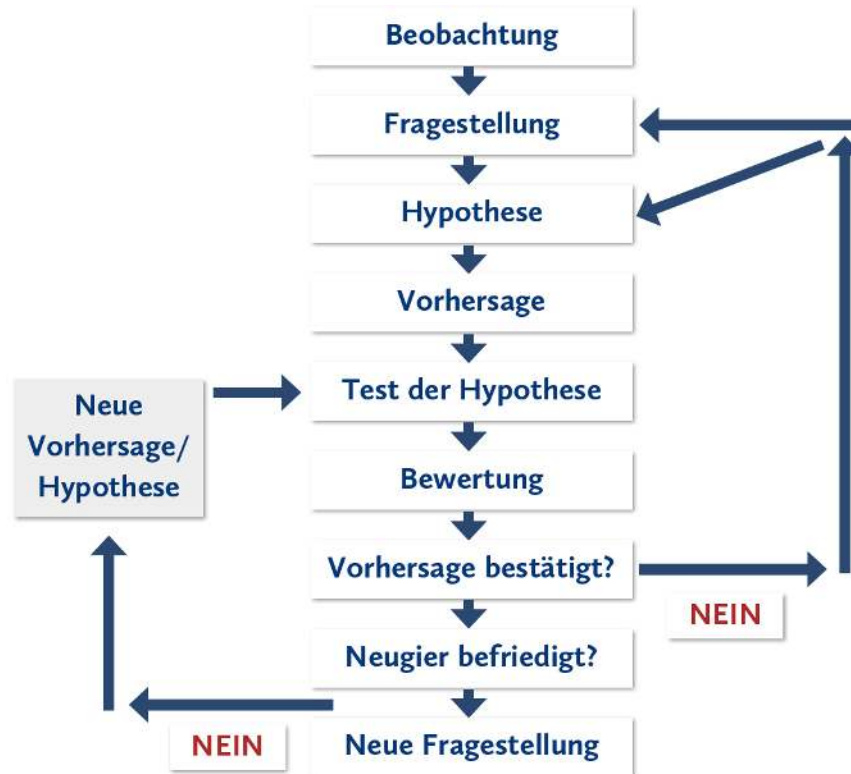 Beobachtung
Fragestellung
Hypothese
Vorhersage
Test der Hypothese
Neue
Vorhersage/
Hypothese
Bewertung
Vorhersage bestätigt?
NEIN
Neugier befriedigt?
NEIN
Neue Fragestellung